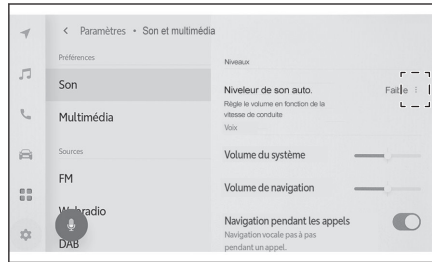 Paramètres • Son et multimédia
Préférences
Son
Multimédia
Sources
FM
Webradio
DAB
Niveaux
Niveleur de son auto.
Faible
Règle le volume en fonction de la
vitesse de conduite
Voix
Volume du système
Volume de navigation
Navigation pendant les appels
Navigation vocale pas à pas
pendant un appel.